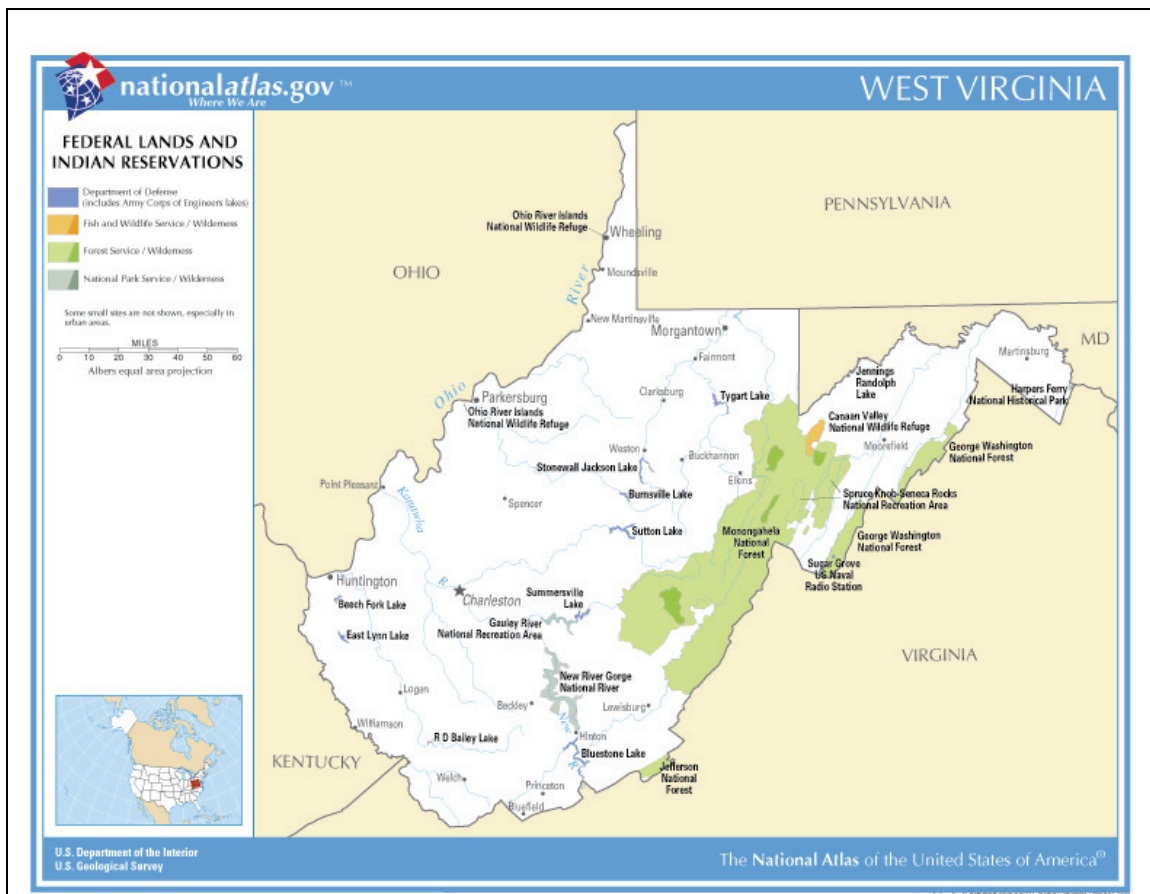 nationalatlas.gov ™
Where We Are
WEST VIRGINIA
FEDERAL LANDS AND
INDIAN RESERVATIONS
Department of Defense
(includes Army Corps of Engineers lakes)
Fish and Wildlife Service / Wilderness
Forest Service / Wilderness
National Park Service / Wilderness
Some small sites are not shown, especially in
urban areas.
MILES
0 10 20 30 40 50 60
Albers equal area projection
PENNSYLVANIA
OHIO
MD
VIRGINIA
KENTUCKY
Ohio River Islands
National Wildlife Refuge
Wheeling
Moundsville
River
New Martinsville
Morgantown
Fairmont
Martinsburg
Jennings
Randolph
Lake
Harpers Ferry
National Historical Park
Clarksburg
Tygart Lake
Ohio
Parkersburg
Ohio River Islands
National Wildlife Refuge
Canaan Valley
National Wildlife Refuge
Moorefield
George Washington
National Forest
Weston
Buckhannon
Stonewall Jackson Lake
Elkins
Point Pleasant
Kanawha
R
Spencer
Burnsville Lake
Spruce Knob-Seneca Rocks
National Recreation Area
Sutton Lake
Monongahela
National
Forest
George Washington
National Forest
Sugar Grove
US Naval
Radio Station
Huntington
Beech Fork Lake
Charleston
Summersville
Lake
Gauley River
National Recreation Area
East Lynn Lake
New River Gorge
National River
Logan
Beckley
Lewisburg
New
R
Williamson
R D Bailey Lake
Hinton
Bluestone Lake
Jefferson
National
Forest
Welch
Princeton
Bluefield
U.S. Department of the Interior
U.S. Geological Survey
The National Atlas of the United States of America®